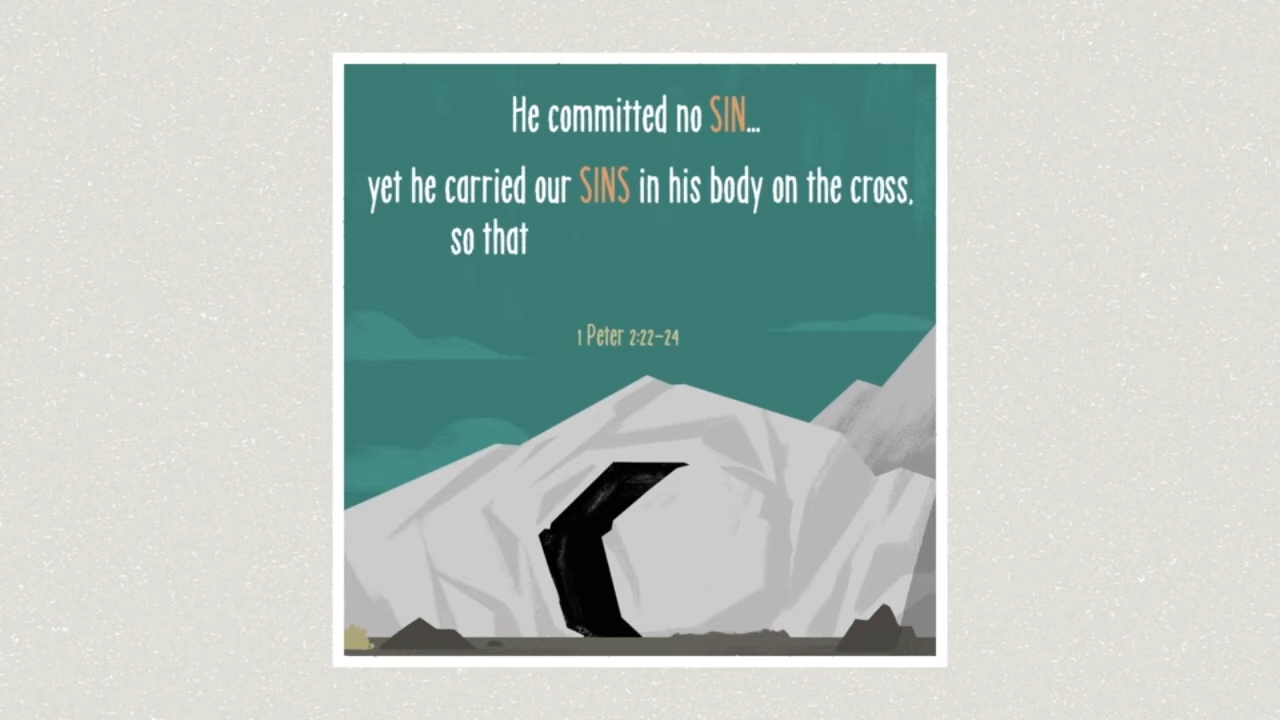 He committed no SIN...
yet he carried our SINS in his body on the cross,
so that
1 Peter 2:22–24